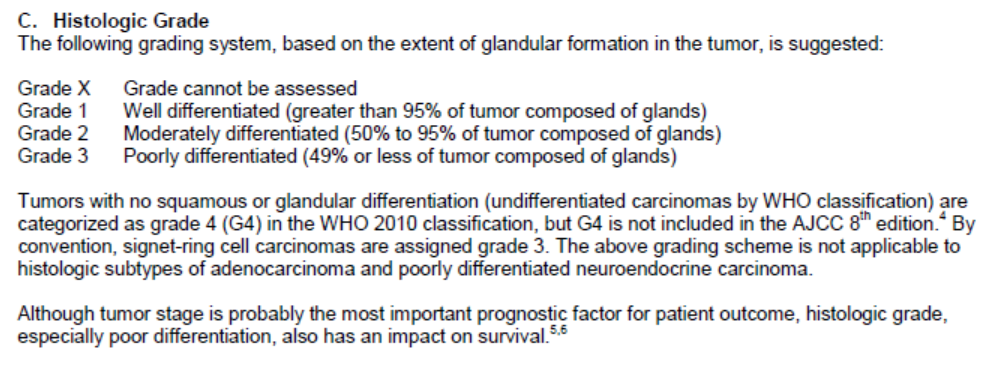 C. Histologic Grade
The following grading system, based on the extent of glandular formation in the tumor, is suggested:
Grade X Grade cannot be assessed
Grade 1 Well differentiated (greater than 95% of tumor composed of glands)
Grade 2 Moderately differentiated (50% to 95% of tumor composed of glands)
Grade 3 Poorly differentiated (49% or less of tumor composed of glands)
Tumors with no squamous or glandular differentiation (undifferentiated carcinomas by WHO classification) are
categorized as grade 4 (G4) in the WHO 2010 classification, but G4 is not included in the AJCC 8th edition.4 By
convention, signet-ring cell carcinomas are assigned grade 3. The above grading scheme is not applicable to
histologic subtypes of adenocarcinoma and poorly differentiated neuroendocrine carcinoma.
Although tumor stage is probably the most important prognostic factor for patient outcome, histologic grade,
especially poor differentiation, also has an impact on survival.5,6